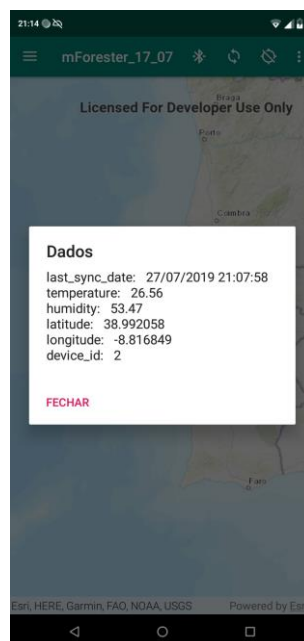 21:14
mForester_17_07
Braga
Licensed For Developer Use Only
Porto
Coimbra
Dados
last_sync_date: 27/07/2019 21:07:58
temperature: 26.56
humidity: 53.47
latitude: 38.992058
longitude: -8.816849
device_id: 2
FECHAR
Faro
Esri, HERE, Garmin, FAO, NOAA, USGS
Powered by Esri